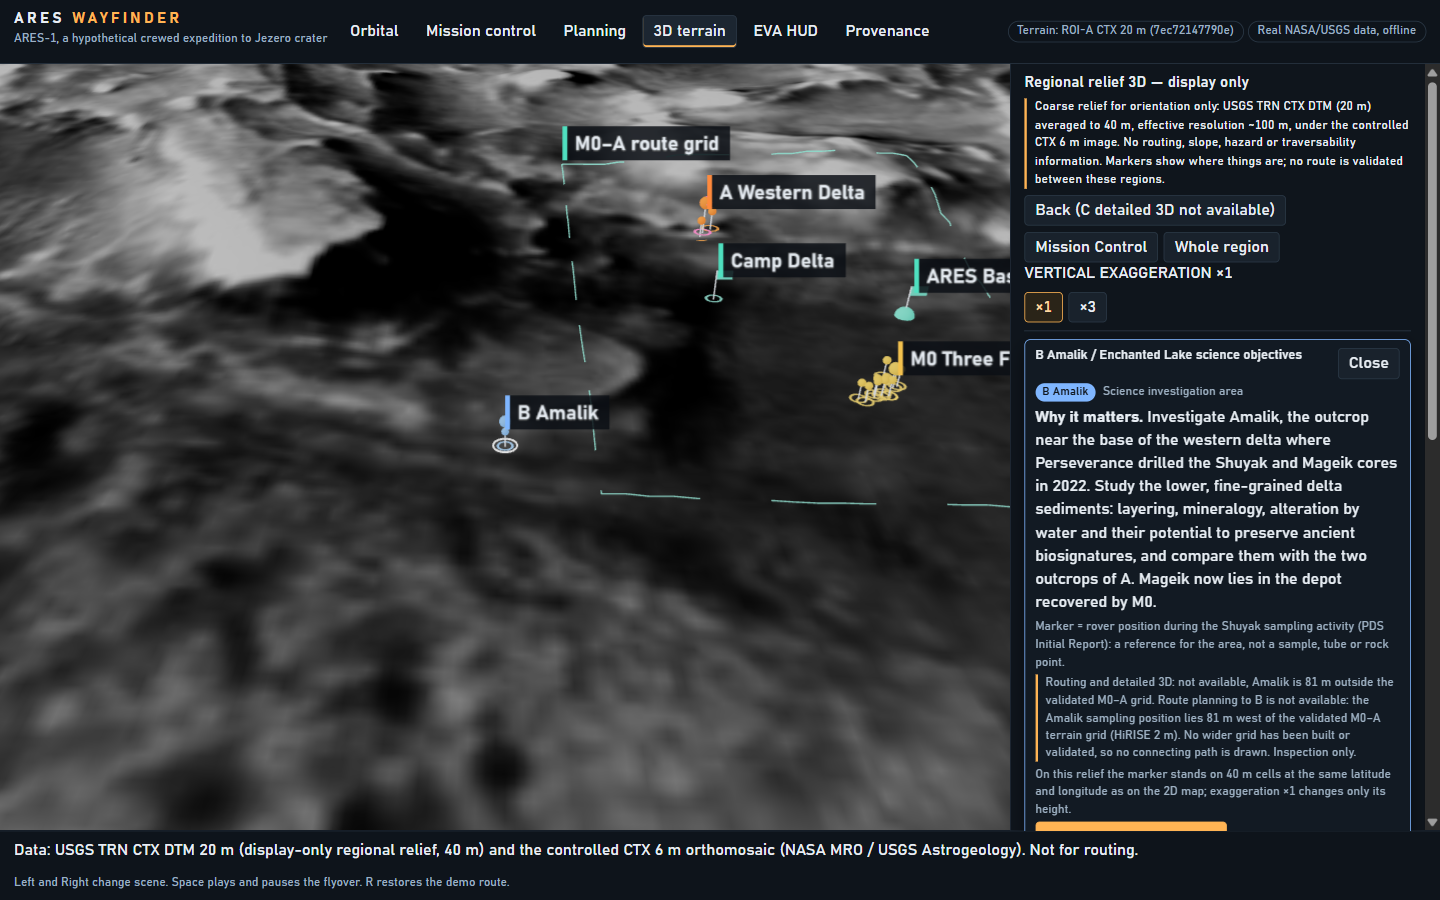 ARES WAYFINDER
ARES-1, a hypothetical crewed expedition to Jezero crater
Orbital
Mission control
Planning
3D terrain
EVA HUD
Provenance
Terrain: ROI-A CTX 20 m (7ec72147790e)
Real NASA/USGS data, offline
M0-A route grid
A Western Delta
Camp Delta
ARES Bas
M0 Three F
B Amalik
Regional relief 3D — display only
Coarse relief for orientation only: USGS TRN CTX DTM (20 m)
averaged to 40 m, effective resolution ~100 m, under the controlled
CTX 6 m image. No routing, slope, hazard or traversability
information. Markers show where things are; no route is validated
between these regions.
Back (C detailed 3D not available)
Mission Control
Whole region
VERTICAL EXAGGERATION ×1
×1
×3
B Amalik / Enchanted Lake science objectives
Close
B Amalik
Science investigation area
Why it matters. Investigate Amalik, the outcrop
near the base of the western delta where
Perseverance drilled the Shuyak and Mageik cores
in 2022. Study the lower, fine-grained delta
sediments: layering, mineralogy, alteration by
water and their potential to preserve ancient
biosignatures, and compare them with the two
outcrops of A. Mageik now lies in the depot
recovered by M0.
Marker = rover position during the Shuyak sampling activity (PDS
Initial Report): a reference for the area, not a sample, tube or rock
point.
Routing and detailed 3D: not available, Amalik is 81 m outside the
validated M0-A grid. Route planning to B is not available: the
Amalik sampling position lies 81 m west of the validated M0-A
terrain grid (HiRISE 2 m). No wider grid has been built or
validated, so no connecting path is drawn. Inspection only.
On this relief the marker stands on 40 m cells at the same latitude
and longitude as on the 2D map; exaggeration ×1 changes only its
height.
Data: USGS TRN CTX DTM 20 m (display-only regional relief, 40 m) and the controlled CTX 6 m orthomosaic (NASA MRO / USGS Astrogeology). Not for routing.
Left and Right change scene. Space plays and pauses the flyover. R restores the demo route.